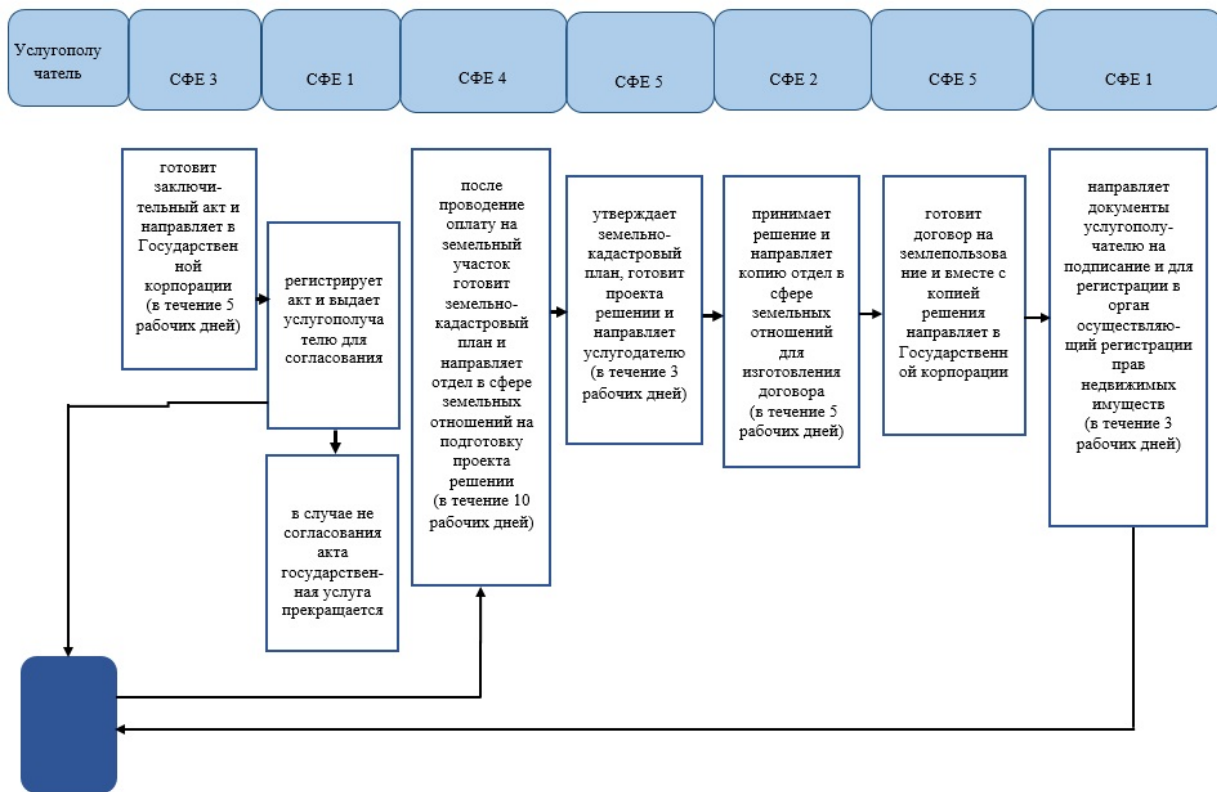 Услугополу
чатель
СФЕ 3
СФЕ 1
СФЕ 4
СФЕ 5
СФЕ 2
СФЕ 5
СФЕ 1
готовит
заключи-
тельный акт и
направляет в
Государствен
ной
корпорации
(в течение 5
рабочих дней)
регистрирует
акт и выдает
услугополуча
телю для
согласования
в случае не
согласования
акта
государствен-
ная услуга
прекращается
после
проводение
оплату на
земельный
участок
готовит
земельно-
кадастровый
план и
направляет
отдел в сфере
земельных
отношений на
подготовку
проекта
решении
(в течение 10
рабочих дней)
утверждает
земельно-
кадастровый
план, готовит
проекта
решении и
направляет
услугодателю
(в течение 3
рабочих дней)
принимает
решение и
направляет
копию отдел в
сфере
земельных
отношений
для
изготовления
договора
(в течение 5
рабочих дней)
готовит
договор на
землепользова
ние и вместе с
копией
решения
направляет в
Государственн
ой корпорации
направляет
документы
услугополу-
чателю на
подписание и для
регистрации в
орган
осуществляю-
щий регистрации
прав
недвижимых
имуществ
(в течение 3
рабочих дней)